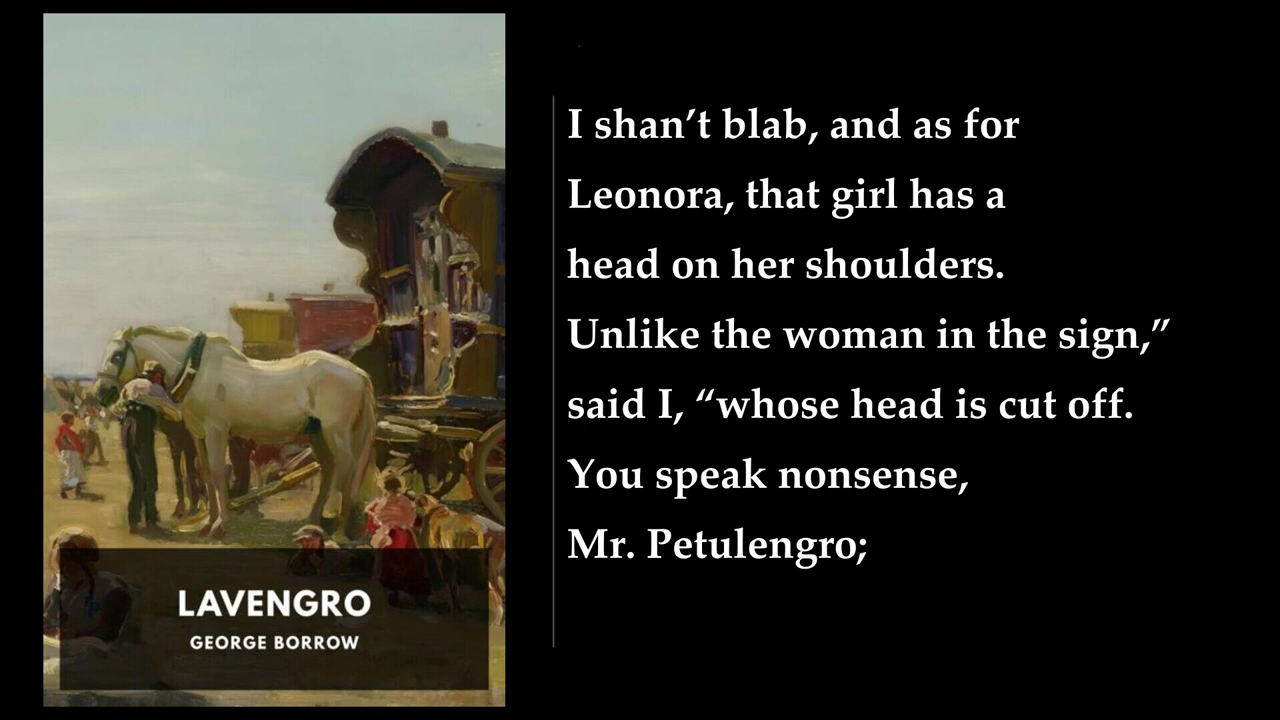 I shan’t blab, and as for
Leonora, that girl has a
head on her shoulders.
Unlike the woman in the sign,”
said I, “whose head is cut off.
You speak nonsense,
Mr. Petulengro;
LAVENGRO
GEORGE BORROW